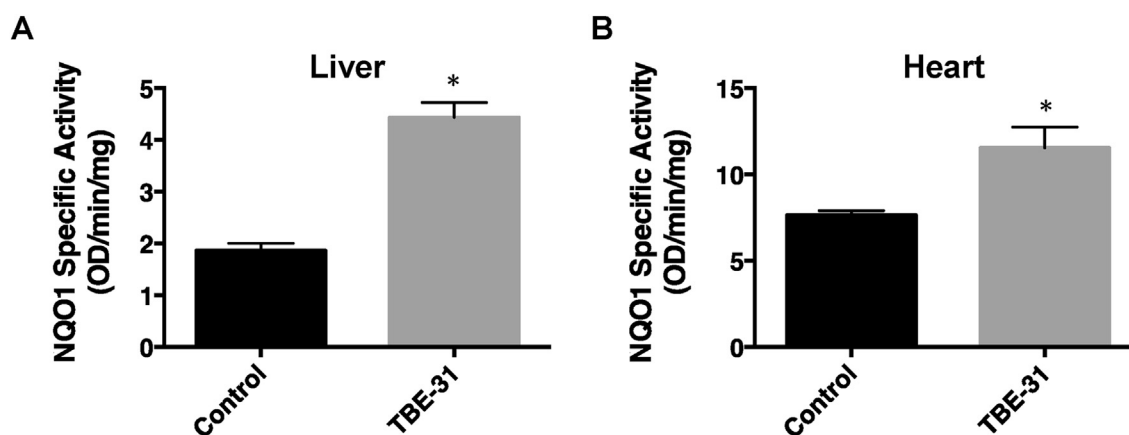 A
Liver
NQO1 Specific Activity
(OD/min/mg)
5
4
3
2
1
0
*
Control
TBE-31
B
Heart
NQO1 Specific Activity
(OD/min/mg)
15
10
5
0
*
Control
TBE-31